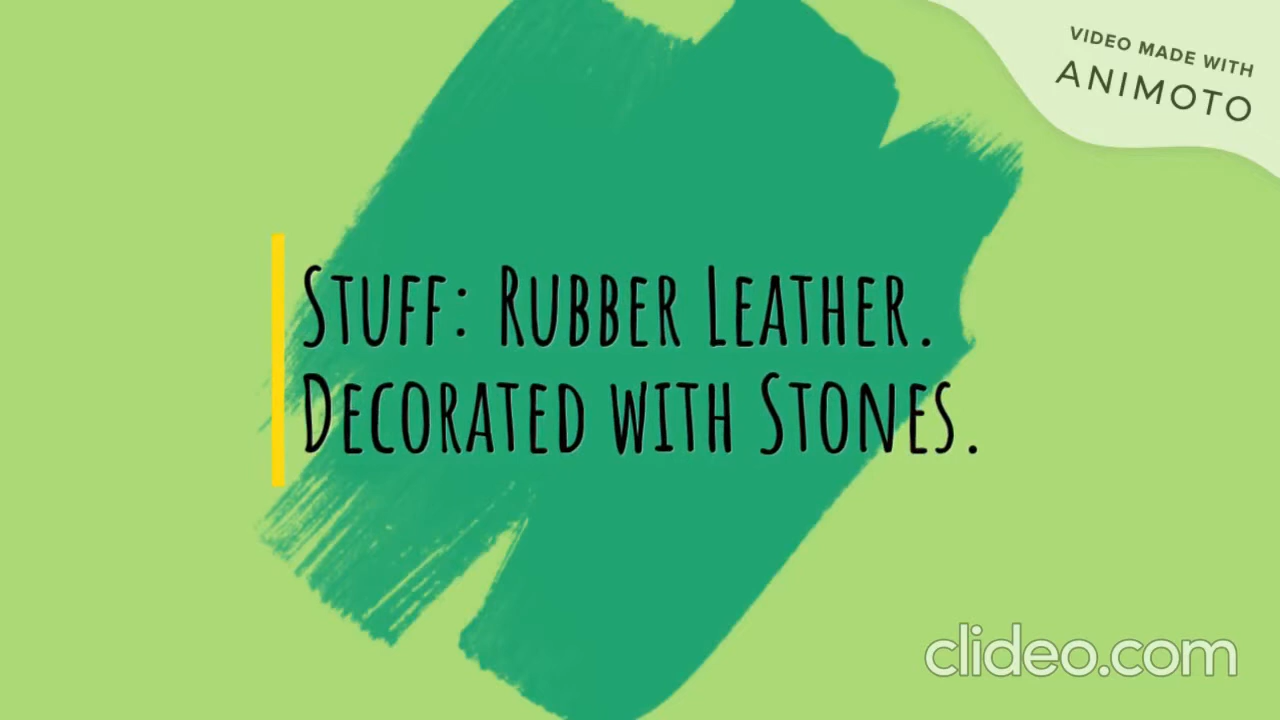 VIDEO MADE WITH
ANIMOTO
Stuff: Rubber Leather.
Decorated with Stones.
clideo.com